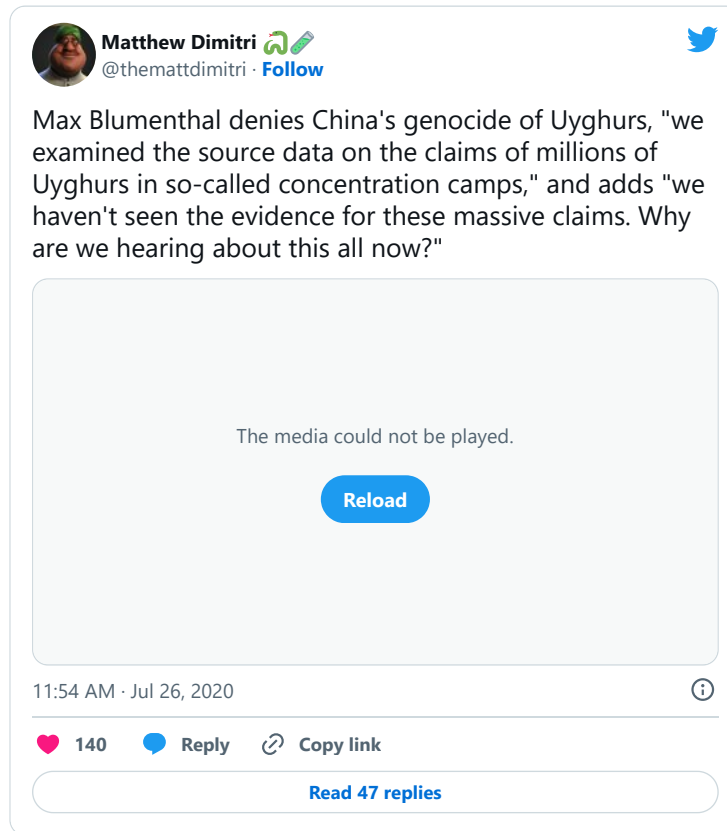 Matthew Dimitri 🐍🧪
@themattdimitri · Follow
Max Blumenthal denies China's genocide of Uyghurs, "we
examined the source data on the claims of millions of
Uyghurs in so-called concentration camps," and adds "we
haven't seen the evidence for these massive claims. Why
are we hearing about this all now?"
The media could not be played.
Reload
11:54 AM · Jul 26, 2020
140 Reply Copy link
Read 47 replies